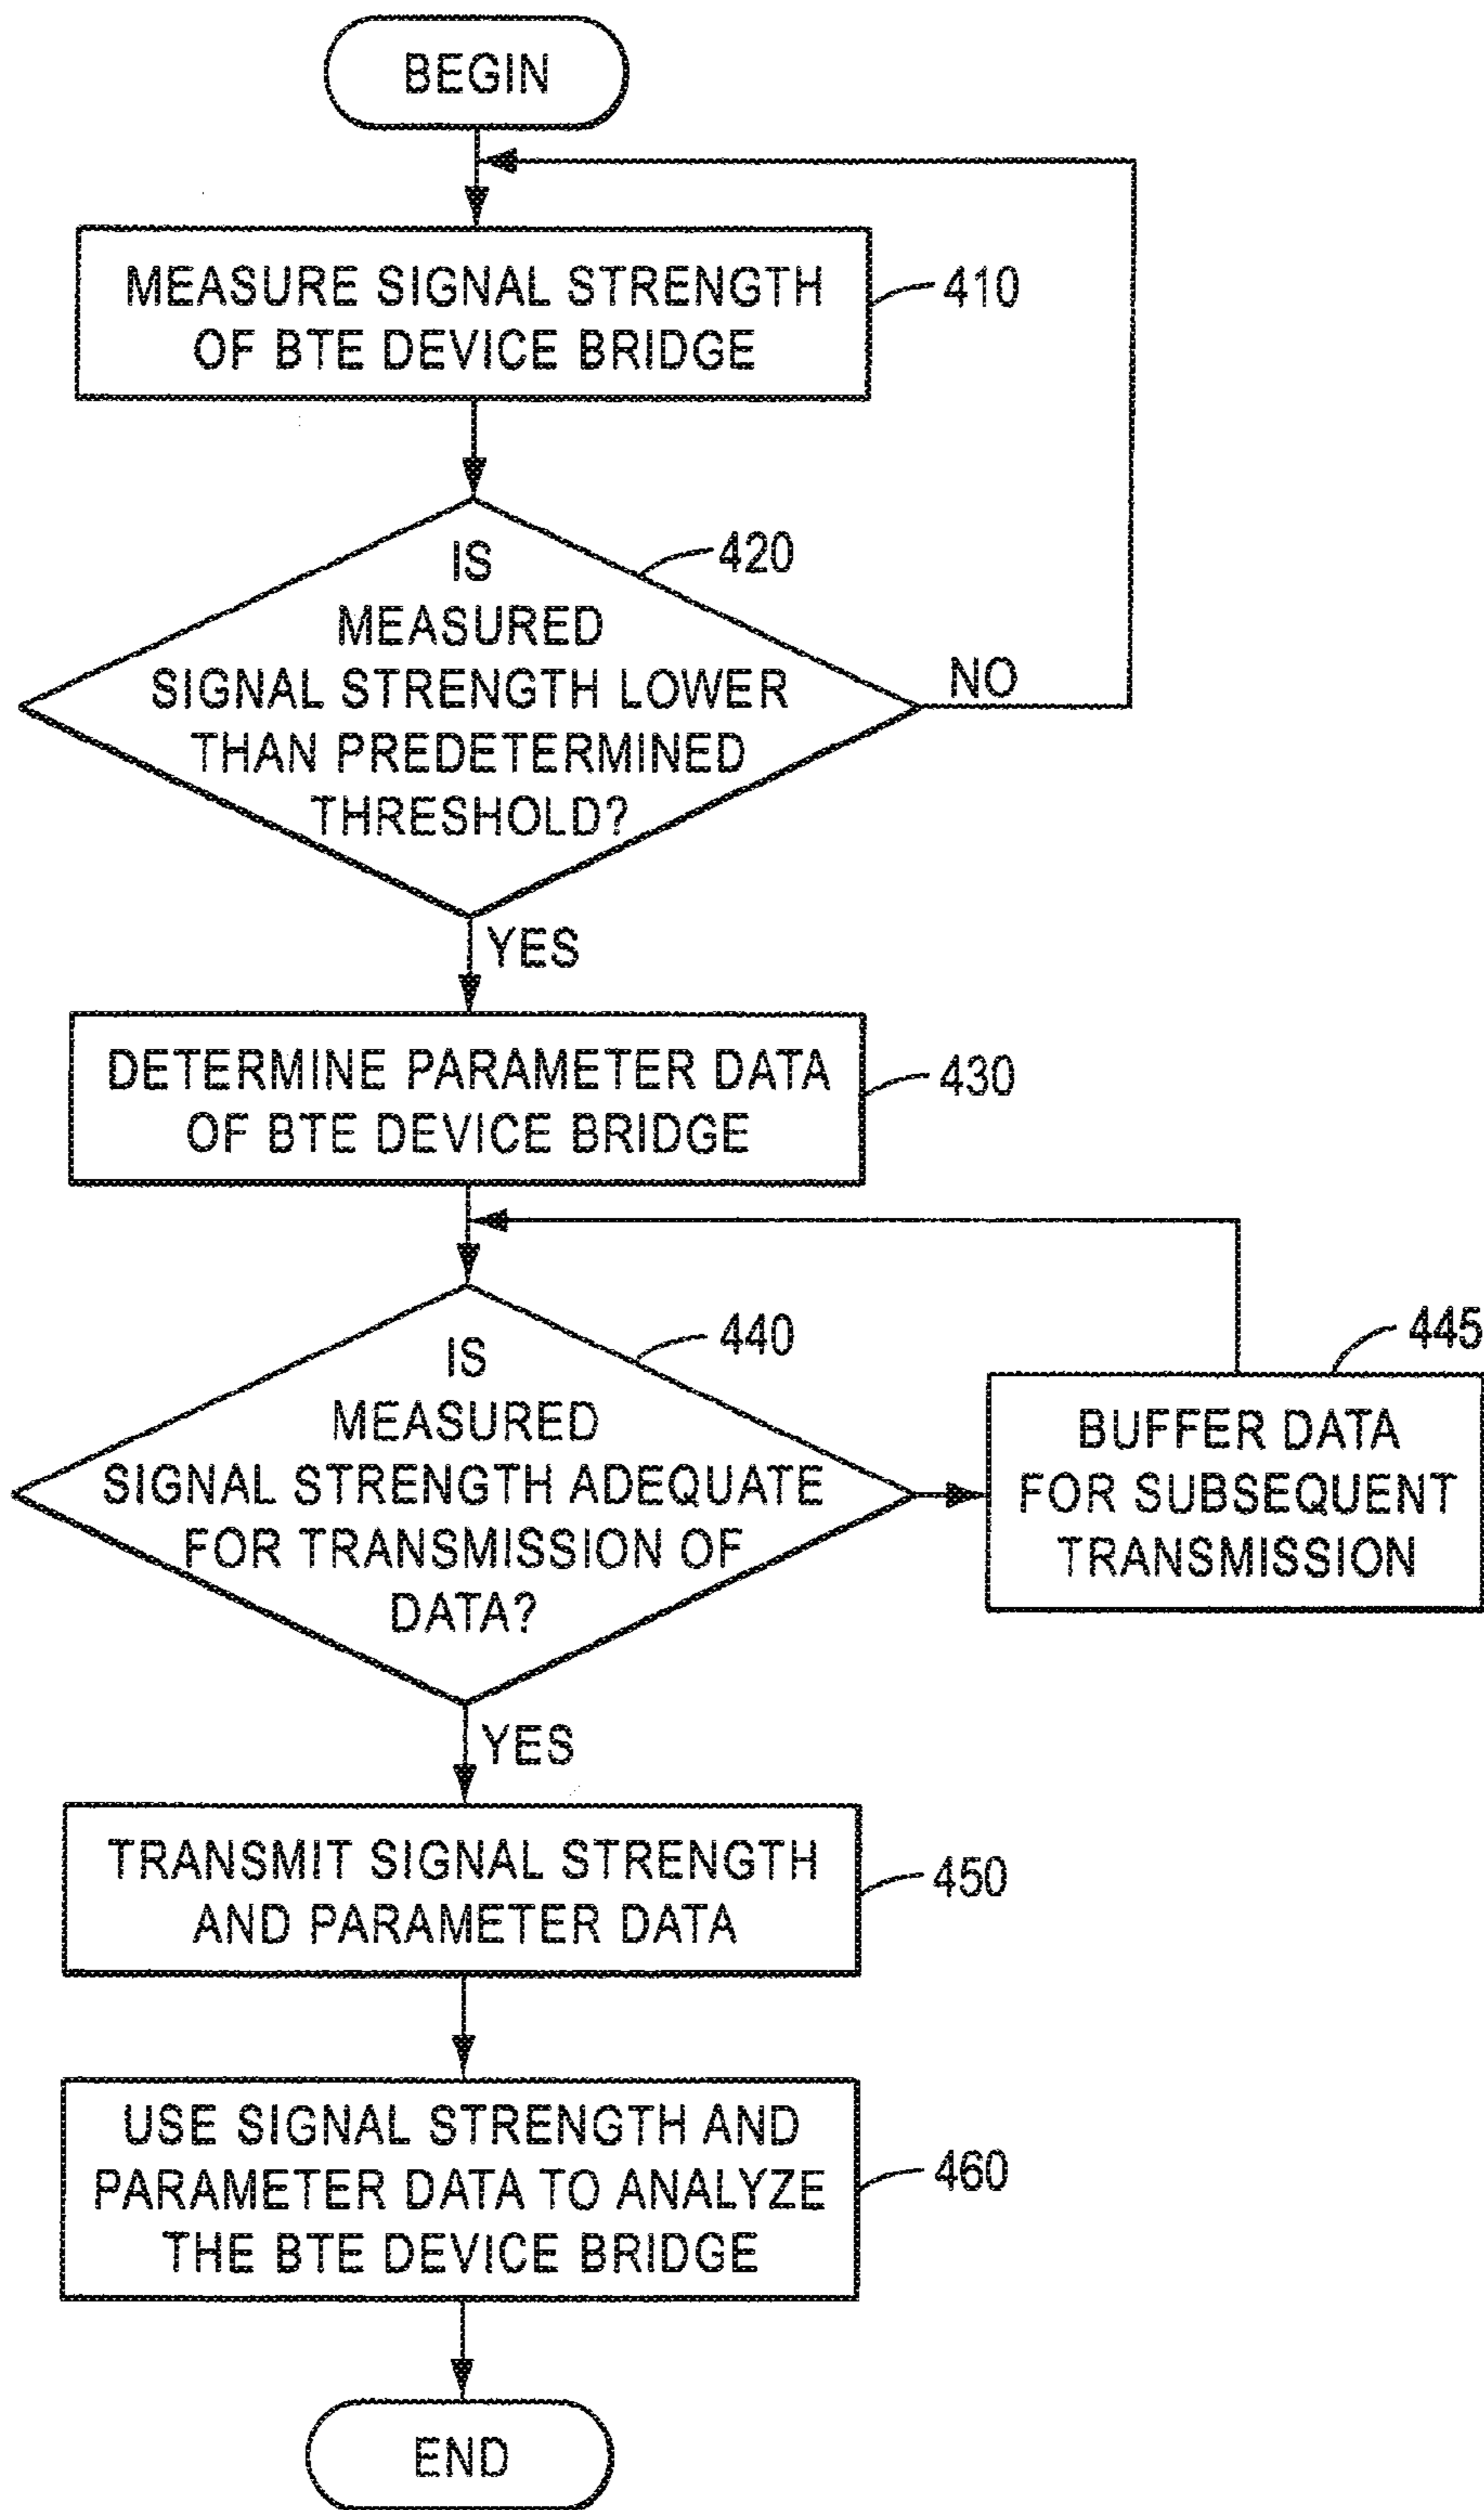 BEGIN
MEASURE SIGNAL STRENGTH
OF BTE DEVICE BRIDGE
410
IS
MEASURED
SIGNAL STRENGTH LOWER
THAN PREDETERMINED
THRESHOLD?
420
NO
YES
DETERMINE PARAMETER DATA
OF BTE DEVICE BRIDGE
430
IS
MEASURED
SIGNAL STRENGTH ADEQUATE
FOR TRANSMISSION OF
DATA?
440
445
BUFFER DATA
FOR SUBSEQUENT
TRANSMISSION
YES
TRANSMIT SIGNAL STRENGTH
AND PARAMETER DATA
450
USE SIGNAL STRENGTH AND
PARAMETER DATA TO ANALYZE
THE BTE DEVICE BRIDGE
460
END